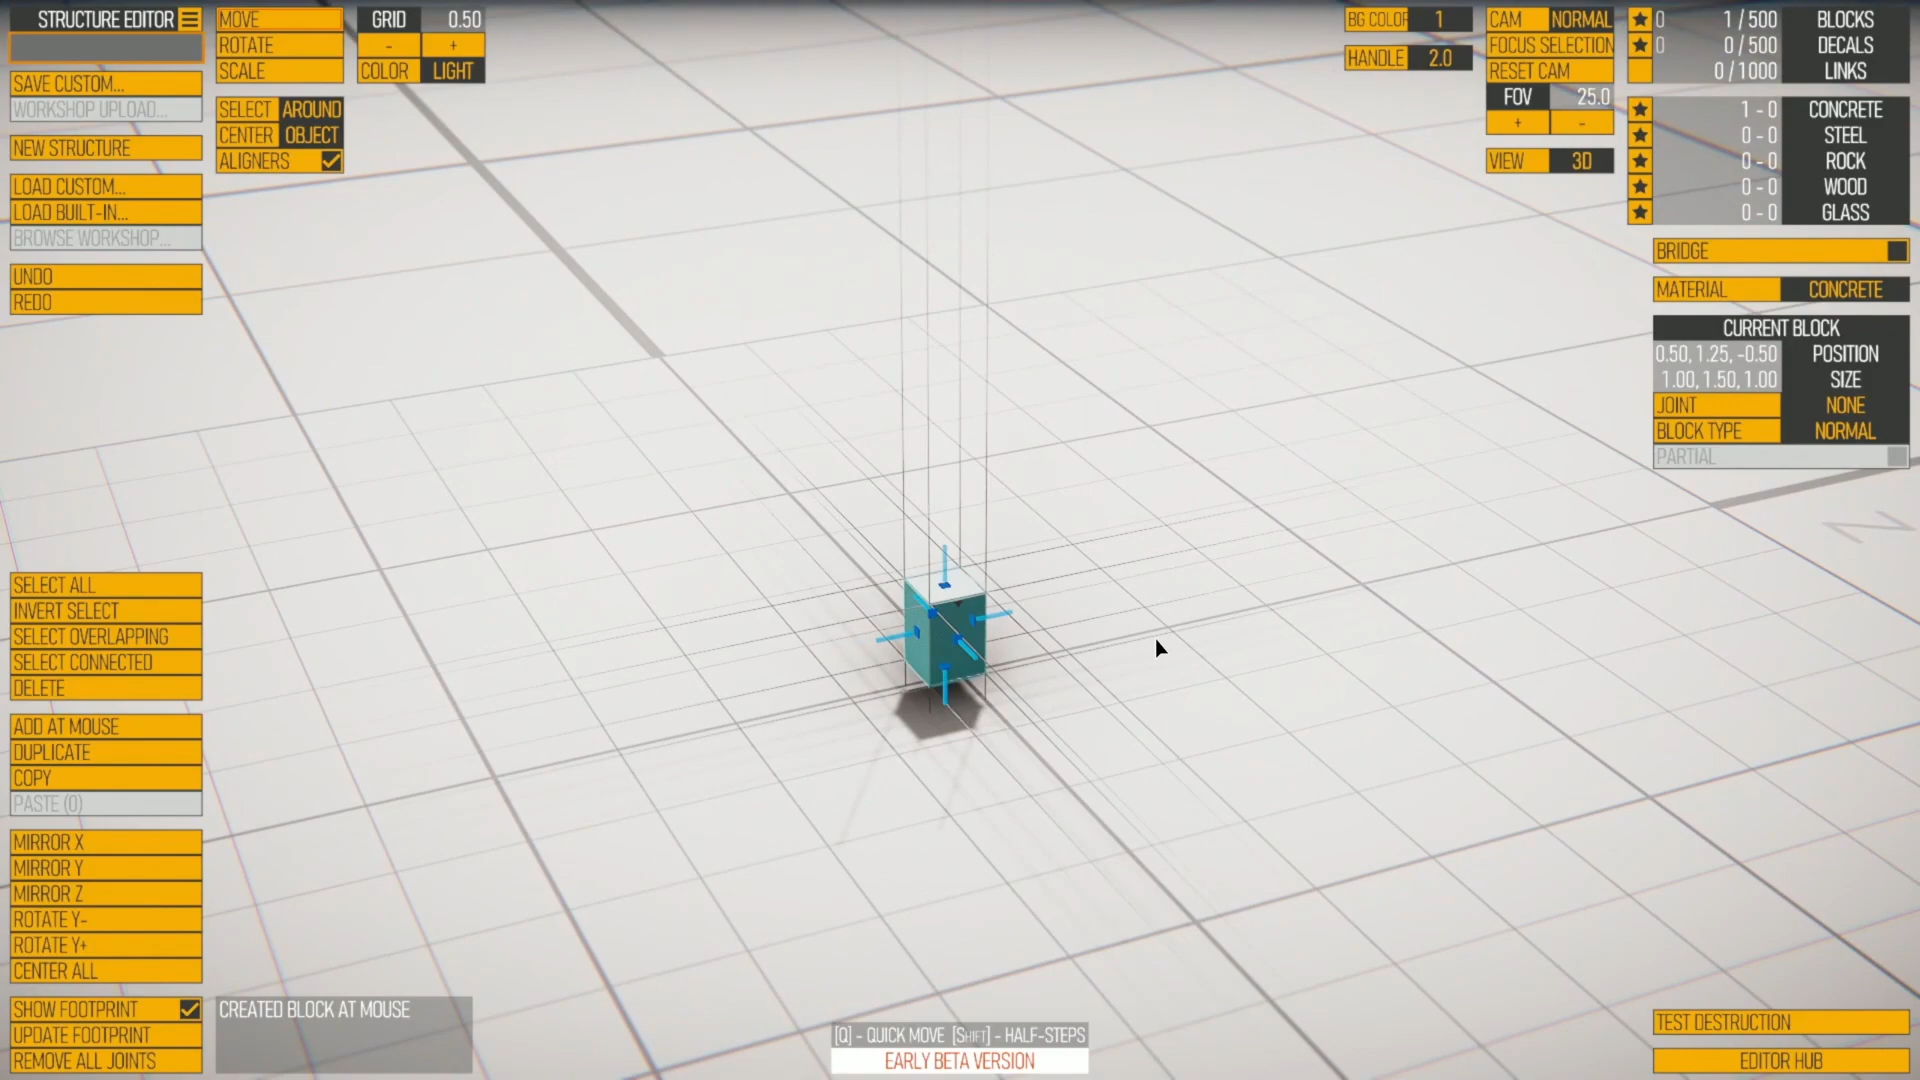 STRUCTURE EDITOR
SAVE CUSTOM...
WORKSHOP UPLOAD...
NEW STRUCTURE
LOAD CUSTOM...
LOAD BUILT-IN...
BROWSE WORKSHOP...
UNDO
REDO
MOVE
ROTATE
SCALE
SELECT AROUND
CENTER OBJECT
ALIGNERS
GRID 0.50
- +
COLOR LIGHT
BG COLOR 1
HANDLE 2.0
CAM NORMAL
FOCUS SELECTION
RESET CAM
FOV 25.0
+ -
VIEW 3D
0 1 / 500 BLOCKS
0 0 / 500 DECALS
0 / 1000 LINKS
1 - 0 CONCRETE
0 - 0 STEEL
0 - 0 ROCK
0 - 0 WOOD
0 - 0 GLASS
BRIDGE
MATERIAL CONCRETE
CURRENT BLOCK
0.50, 1.25, -0.50 POSITION
1.00, 1.50, 1.00 SIZE
JOINT NONE
BLOCK TYPE NORMAL
PARTIAL
N
SELECT ALL
INVERT SELECT
SELECT OVERLAPPING
SELECT CONNECTED
DELETE
ADD AT MOUSE
DUPLICATE
COPY
PASTE (0)
MIRROR X
MIRROR Y
MIRROR Z
ROTATE Y-
ROTATE Y+
CENTER ALL
SHOW FOOTPRINT
UPDATE FOOTPRINT
REMOVE ALL JOINTS
CREATED BLOCK AT MOUSE
[Q] - QUICK MOVE [SHIFT] - HALF-STEPS
EARLY BETA VERSION
TEST DESTRUCTION
EDITOR HUB